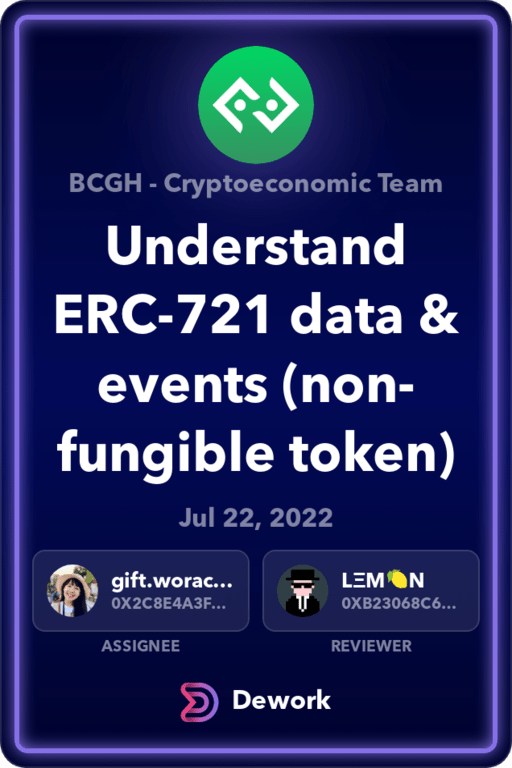 BCGH - Cryptoeconomic Team
Understand
ERC-721 data &
events (non-
fungible token)
Jul 22, 2022
gift.worac...
0X2C8E4A3F...
LΞM🍋N
0XB23068C6...
ASSIGNEE
REVIEWER
Dework